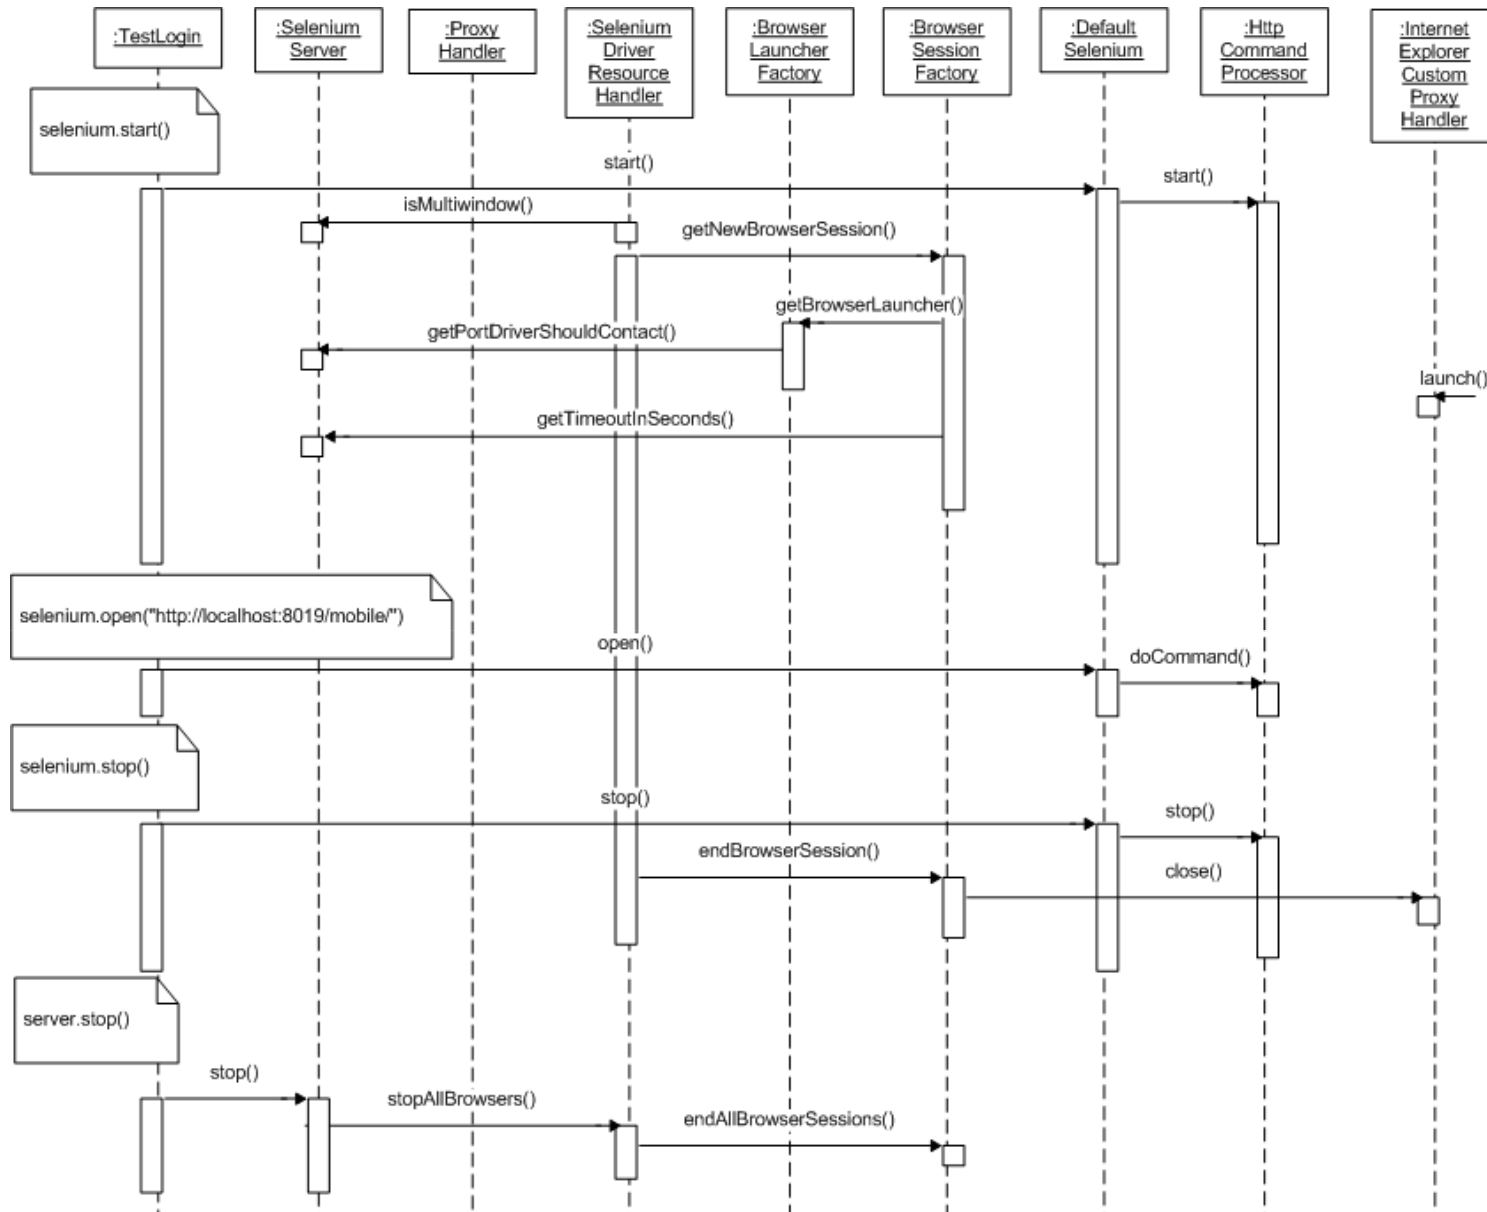 :TestLogin
:Selenium
Server
:Proxy
Handler
:Selenium
Driver
Resource
Handler
:Browser
Launcher
Factory
:Browser
Session
Factory
:Default
Selenium
:Http
Command
Processor
:Internet
Explorer
Custom
Proxy
Handler
selenium.start()
start()
start()
isMultiwindow()
getNewBrowserSession()
getBrowserLauncher()
getPortDriverShouldContact()
launch()
getTimeoutInSeconds()
selenium.open("http://localhost:8019/mobile/")
open()
doCommand()
selenium.stop()
stop()
stop()
endBrowserSession()
close()
server.stop()
stop()
stopAllBrowsers()
endAllBrowserSessions()